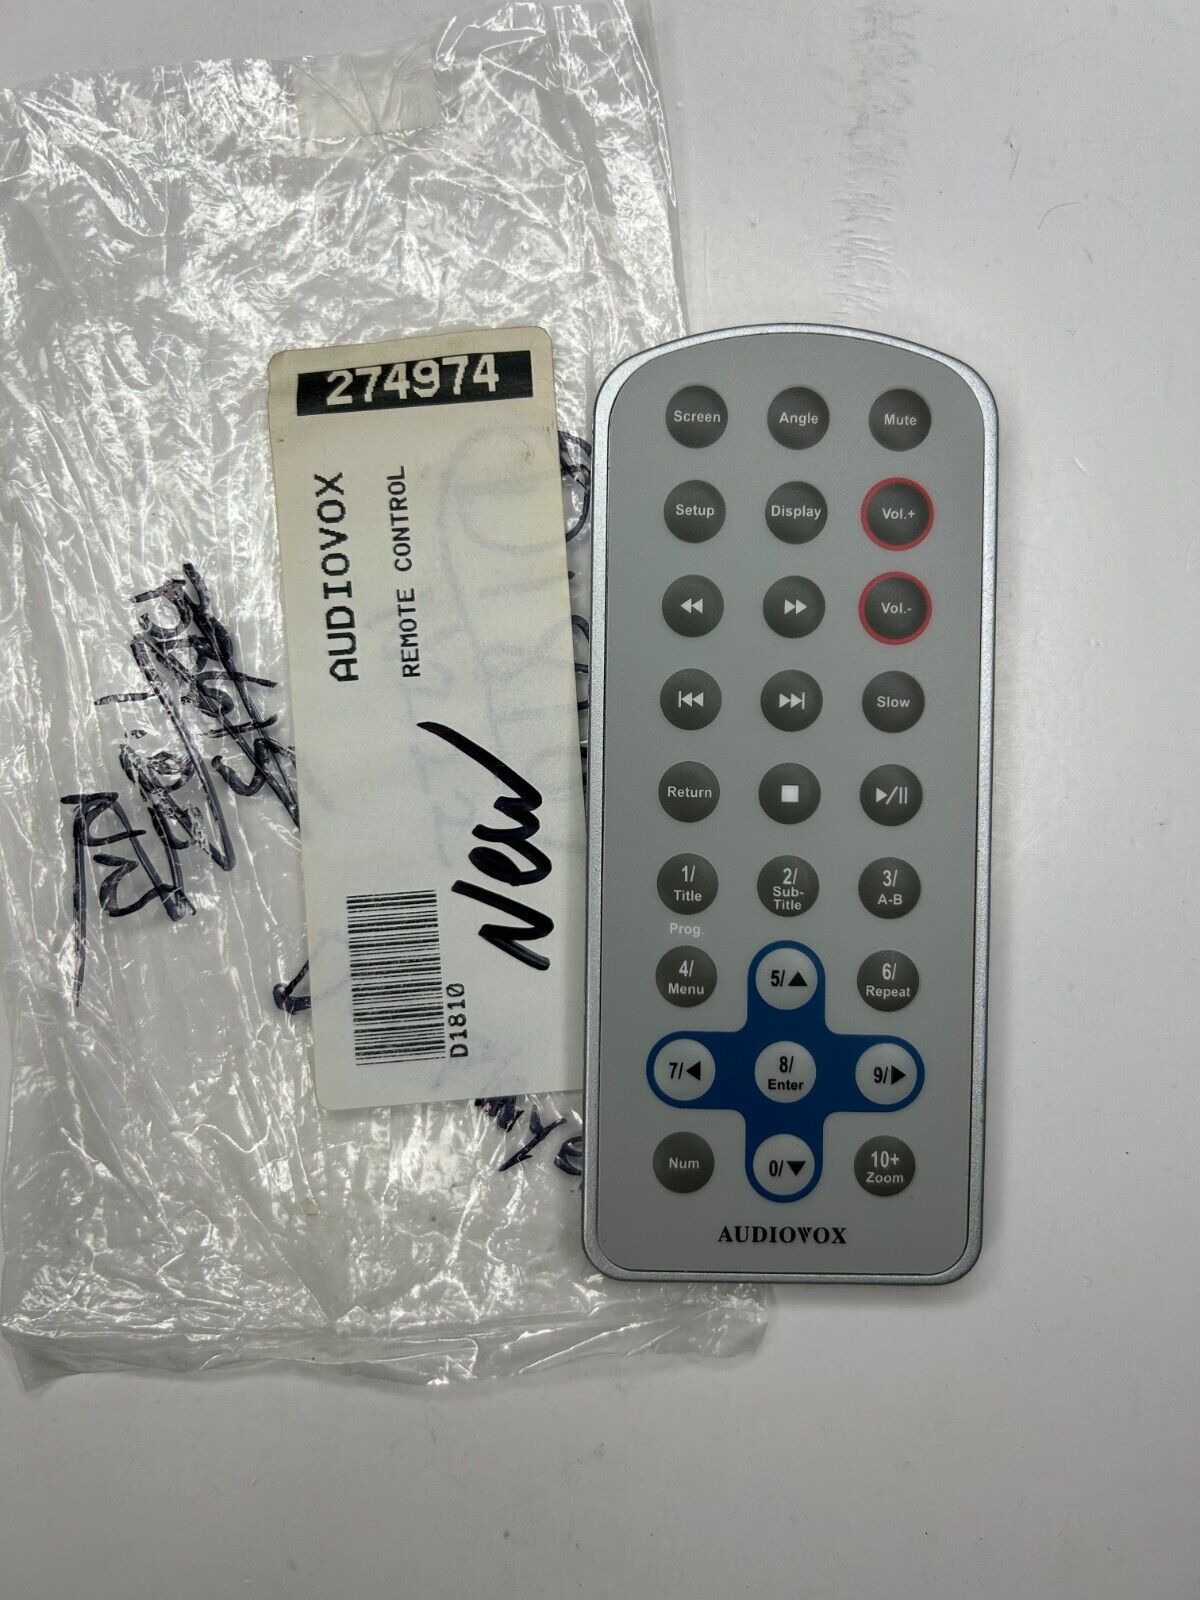 274974
AUDIOVOX
REMOTE CONTROL
New
D1810
Screen Angle Mute
Setup Display Vol.+
Vol.-
Slow
Return
1/ Title 2/ Sub-Title 3/ A-B
Prog.
4/ Menu 5/ 6/ Repeat
7/ 8/ Enter 9/
Num 0/ 10+ Zoom
AUDIOVOX